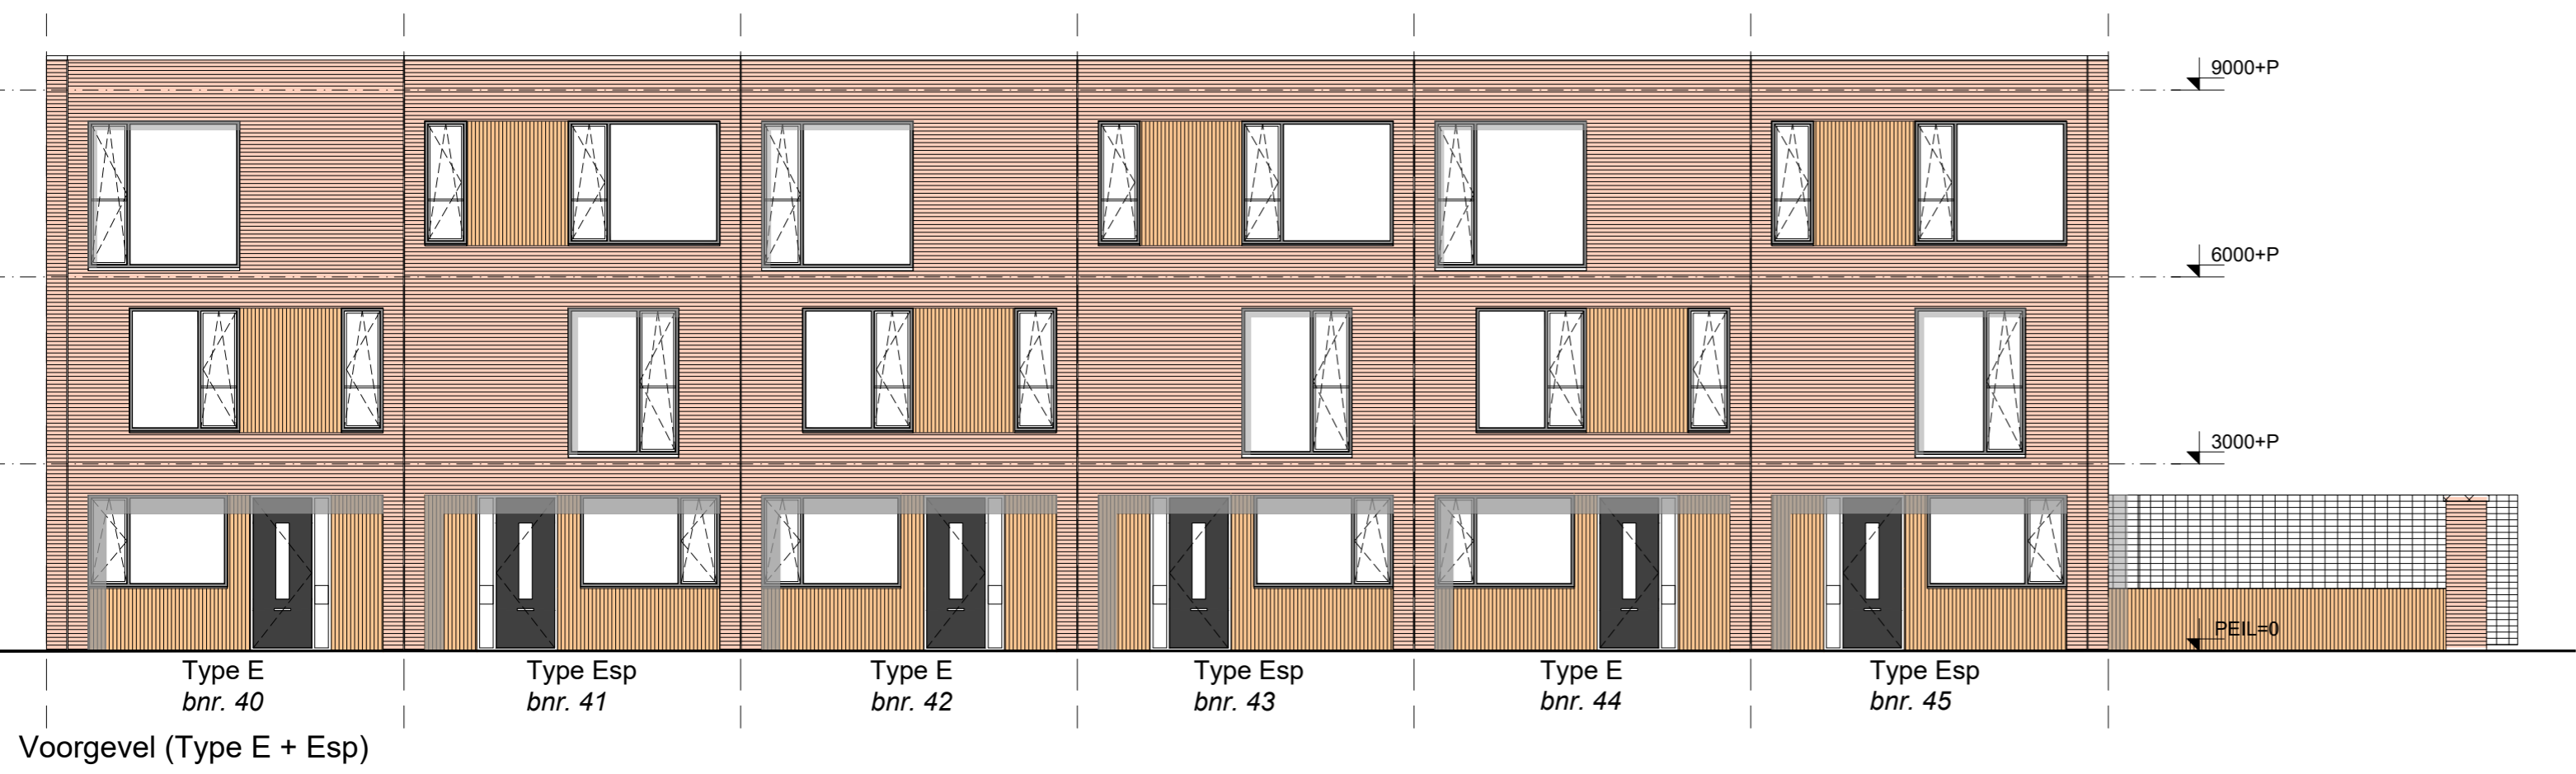 9000+P
6000+P
3000+P
PEIL=0
Type E
bnr. 40
Type Esp
bnr. 41
Type E
bnr. 42
Type Esp
bnr. 43
Type E
bnr. 44
Type Esp
bnr. 45
Voorgevel (Type E + Esp)